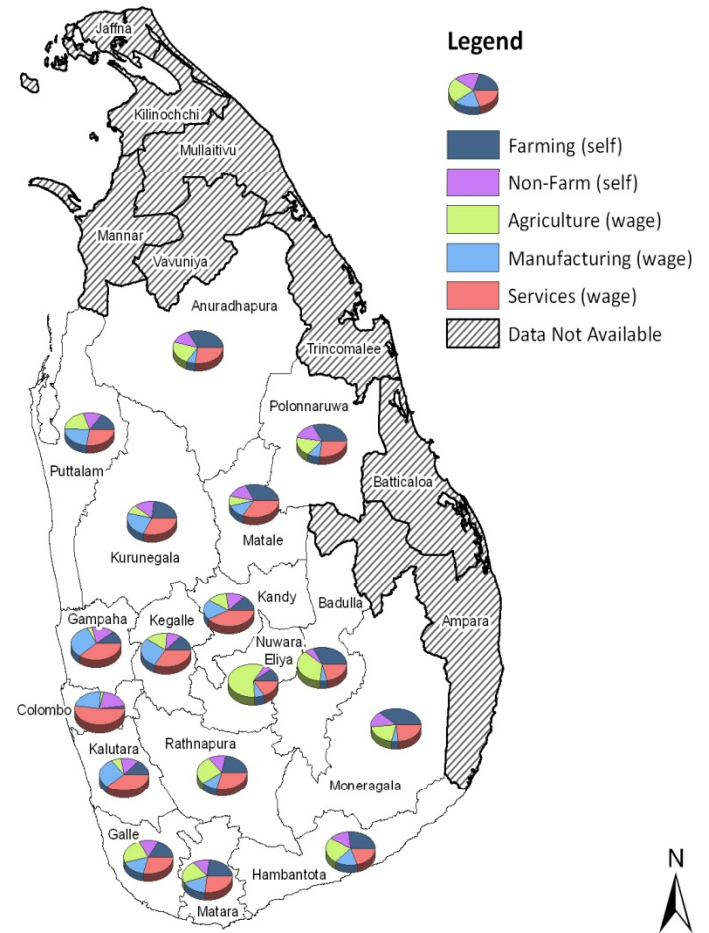 Jaffna
Kilinochchi
Mullaitivu
Mannar
Vavuniya
Anuradhapura
Trincomalee
Polonnaruwa
Puttalam
Batticaloa
Kurunegala
Matale
Kandy
Badulla
Gampaha
Kegalle
Ampara
Nuwara
Eliya
Colombo
Kalutara
Rathnapura
Moneragala
Galle
Hambantota
Matara
Legend
Farming (self)
Non-Farm (self)
Agriculture (wage)
Manufacturing (wage)
Services (wage)
Data Not Available
N